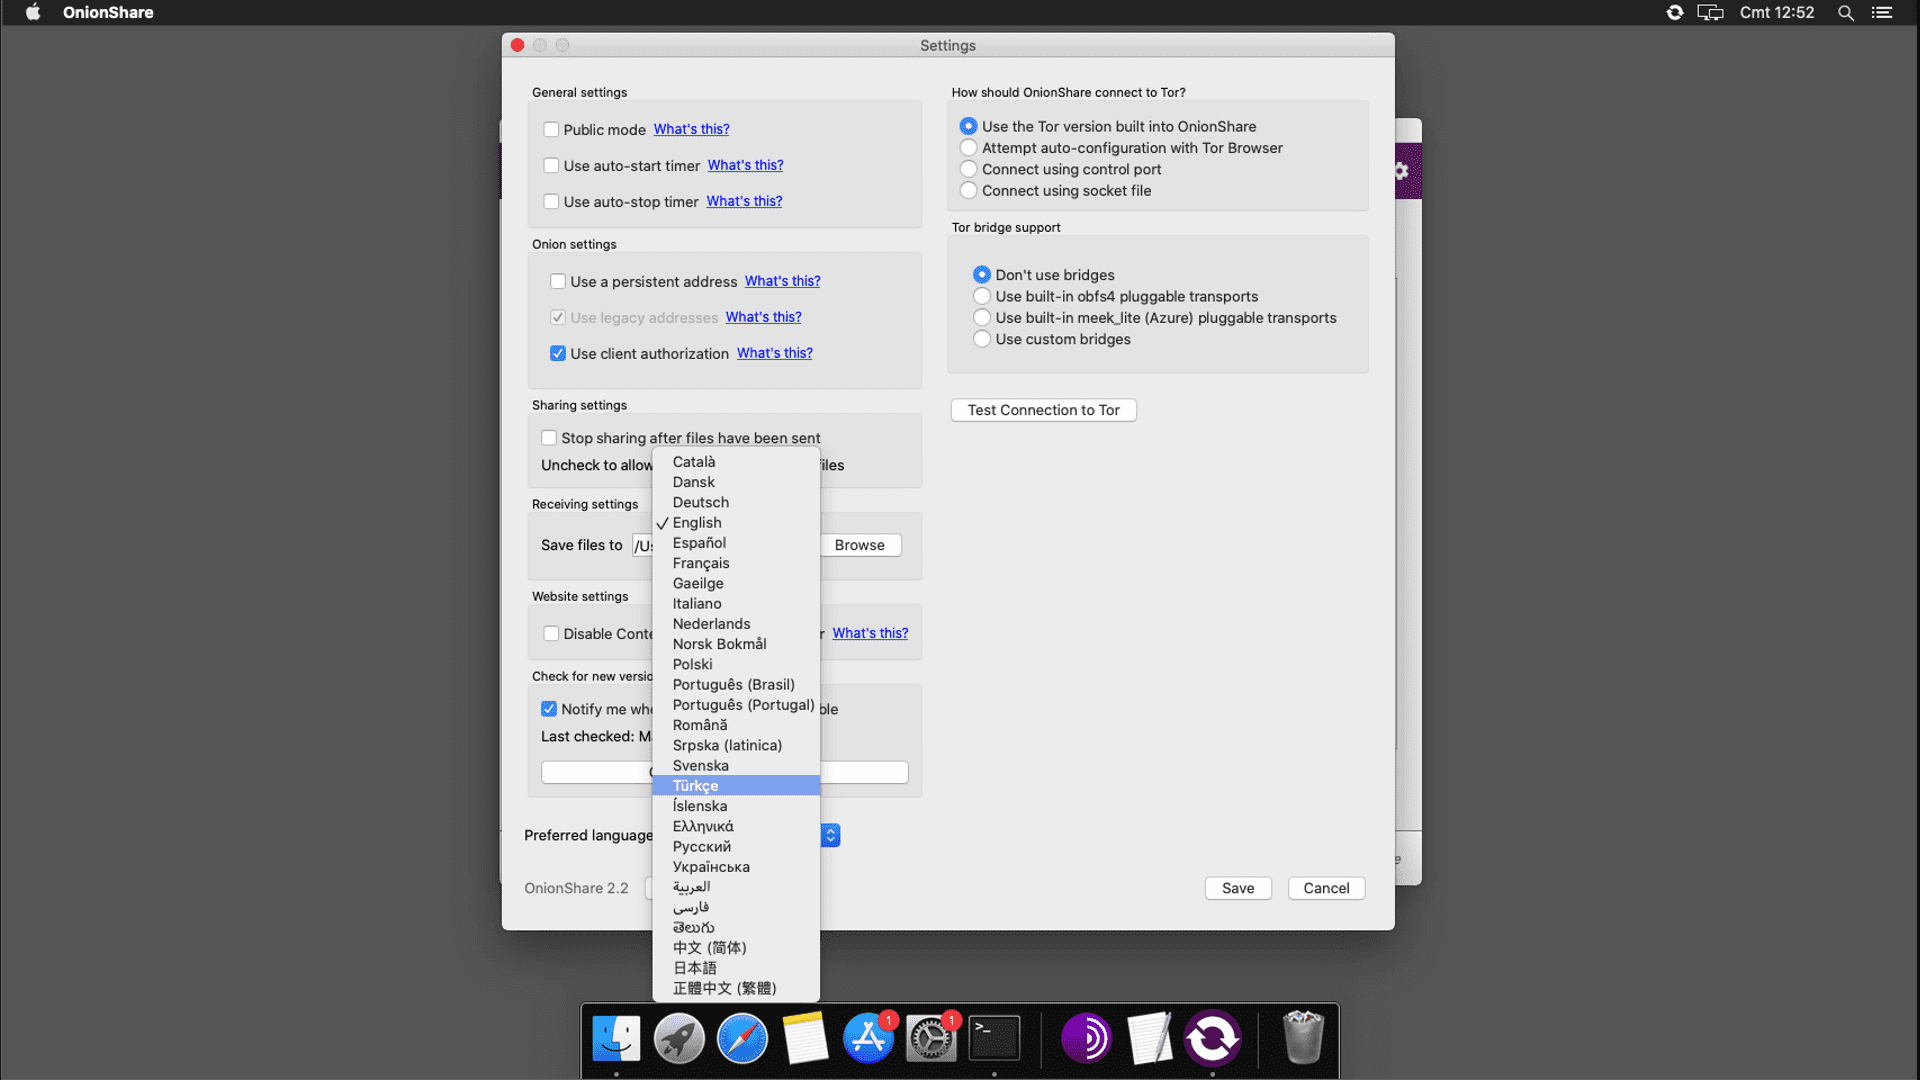 OnionShare
Cmt 12:52
Settings
General settings
Public mode What's this?
Use auto-start timer What's this?
Use auto-stop timer What's this?
Onion settings
Use a persistent address What's this?
Use legacy addresses What's this?
Use client authorization What's this?
Sharing settings
Stop sharing after files have been sent
Uncheck to allow files
Receiving settings
Save files to /Us Browse
Website settings
Disable Conte r What's this?
Check for new versio
Notify me whe ble
Last checked: Ma
Preferred language
OnionShare 2.2
Català
Dansk
Deutsch
✓ English
Español
Français
Gaeilge
Italiano
Nederlands
Norsk Bokmål
Polski
Português (Brasil)
Português (Portugal)
Română
Srpska (latinica)
Svenska
Türkçe
Íslenska
Ελληνικά
Русский
Українська
العربية
فارسی
తెలుగు
中文 (简体)
日本語
正體中文 (繁體)
How should OnionShare connect to Tor?
Use the Tor version built into OnionShare
Attempt auto-configuration with Tor Browser
Connect using control port
Connect using socket file
Tor bridge support
Don't use bridges
Use built-in obfs4 pluggable transports
Use built-in meek_lite (Azure) pluggable transports
Use custom bridges
Test Connection to Tor
Save Cancel
e
1
1
>_